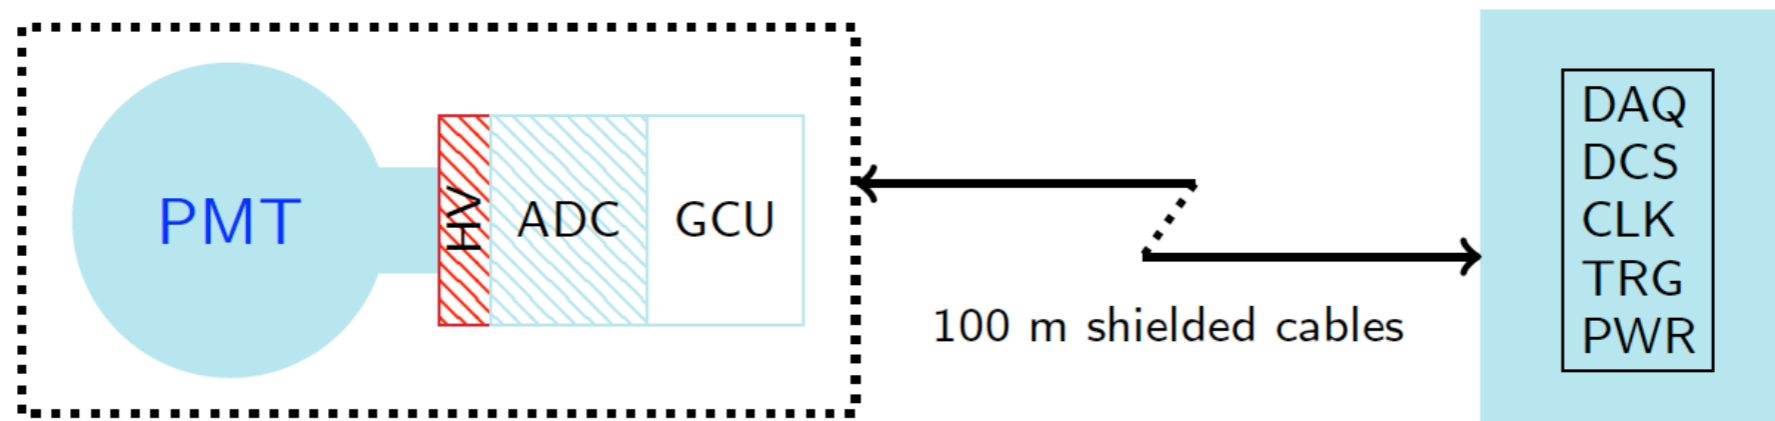 PMT
HV
ADC
GCU
100 m shielded cables
DAQ
DCS
CLK
TRG
PWR